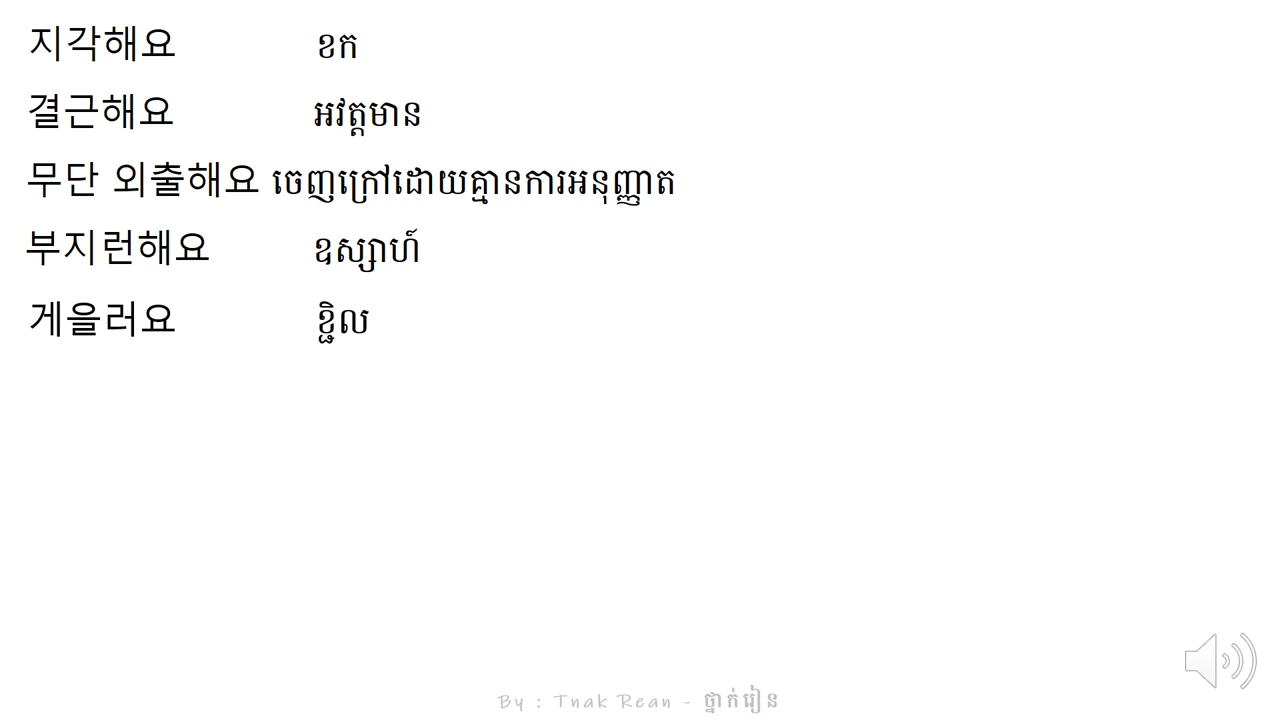 지각해요 ខក
결근해요 អវត្តមាន
무단 외출해요 ចេញក្រៅដោយគ្មានការអនុញ្ញាត
부지런해요 ឧស្សាហ៍
게을러요 ខ្ជិល
By : Tnak Rean - ថ្នាក់រៀន